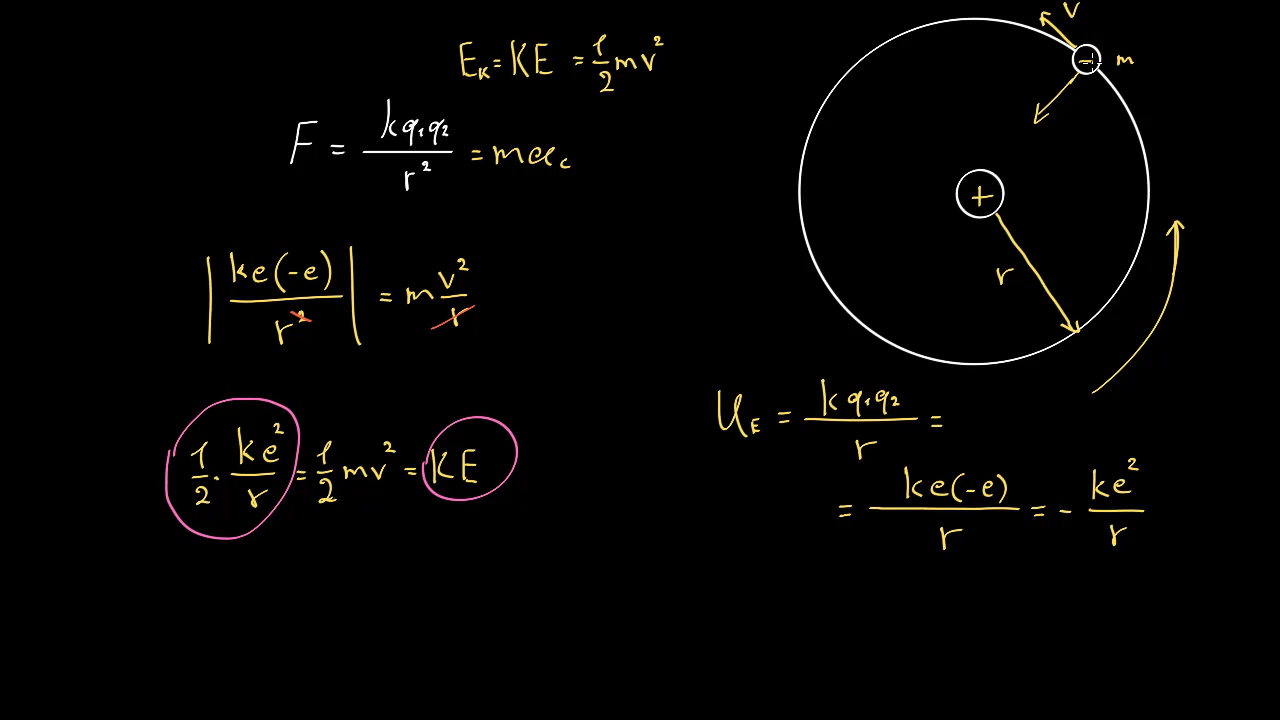 E_K = KE = 1/2 mv²
F = kq₁q₂/r² = ma_c
|ke(-e)/r²| = m v²/r
1/2 · ke²/r = 1/2 mv² = KE
V
- m
+
r
U_E = kq₁q₂/r =
= ke(-e)/r = - ke²/r